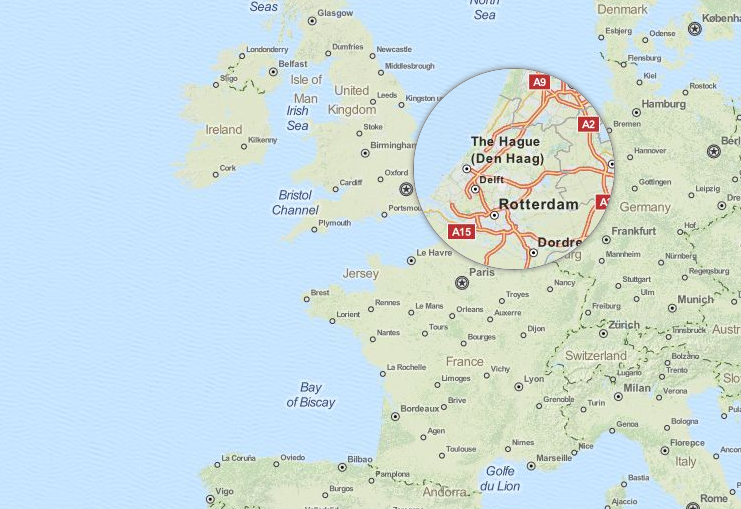 Seas
Glasgow
North
Sea
Denmark
København
Esbjerg
Odense
Londonderry
Dumfries
Newcastle
Flensburg
Belfast
Middlesbrough
Kiel
Sligo
Isle of
Man
United
Kingdom
Leeds
Kingston u
Rostock
Hamburg
Irish
Sea
Ireland
Stoke
Bremen
Kilkenny
Birmingham
Hannover
Cork
Oxford
Cardiff
Gottingen
Leipzig
Bristol
Channel
Portsmou
Plymouth
Germany
A9
A2
The Hague
(Den Haag)
Delft
Rotterdam
A15
Dordre
Frankfurt
Hof
Le Havre
Mannheim
Nürnberg
Jersey
Paris
Regensburg
Nancy
Stuttgart
Brest
Troyes
Ulm
Rennes
Le Mans
Orleans
Freiburg
Munich
Lorient
Auxerre
Nantes
Tours
Dijon
Zürich
Innsbruck
Bourges
Switzerland
Bolzano
France
La Rochelle
Vichy
Lugano
Trento
Limoges
Lyon
Milan
Verona
Bay
of Biscay
Brive
Grenoble
Turin
Bordeaux
Bologna
Agen
Genoa
Toulouse
Nimes
Nice
Florepce
La Coruña
Oviedo
Bilbao
Marseille
Italy
Pamplona
Golfe
du Lion
Bastia
Vigo
Burgos
Andorra
Ajaccio
Rome